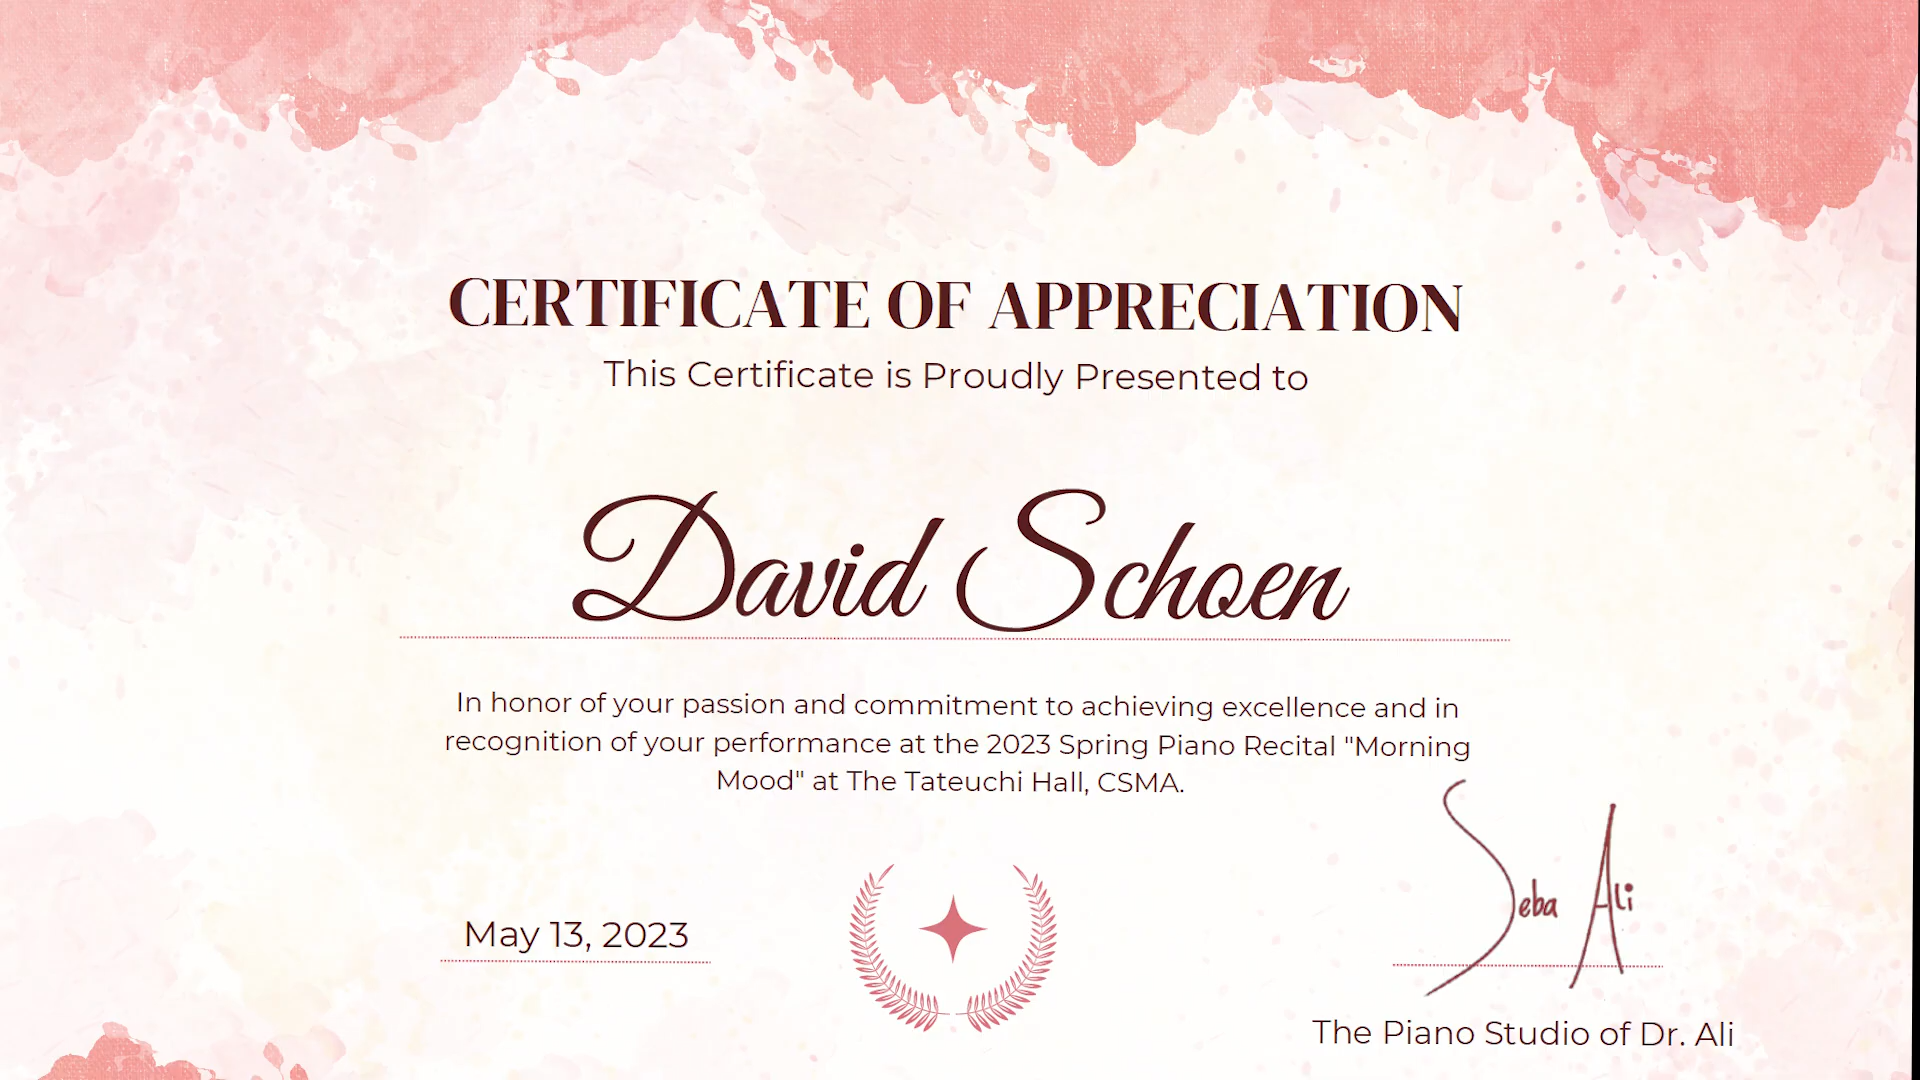 CERTIFICATE OF APPRECIATION
This Certificate is Proudly Presented to
David Schoen
In honor of your passion and commitment to achieving excellence and in
recognition of your performance at the 2023 Spring Piano Recital "Morning
Mood" at The Tateuchi Hall, CSMA.
May 13, 2023
Seba Ali
The Piano Studio of Dr. Ali